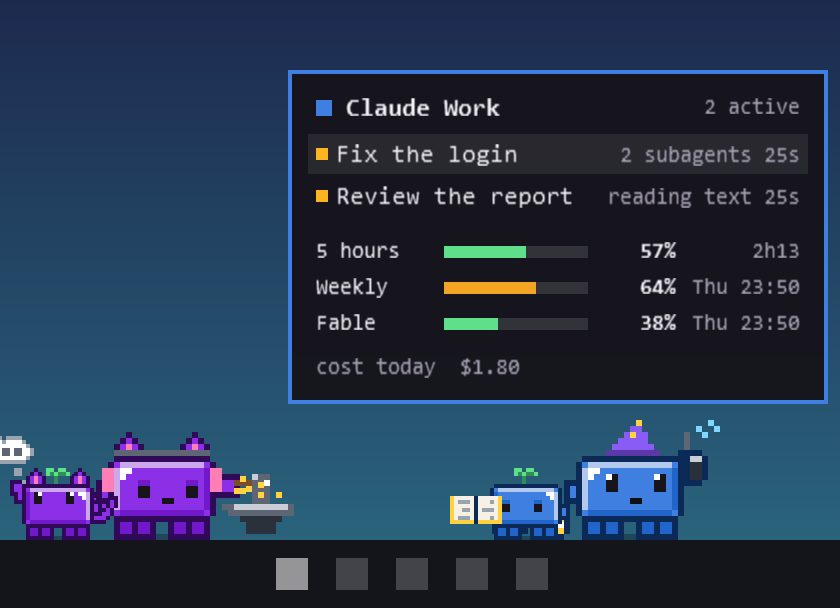 Claude Work 2 active
Fix the login 2 subagents 25s
Review the report reading text 25s
5 hours 57% 2h13
Weekly 64% Thu 23:50
Fable 38% Thu 23:50
cost today $1.80